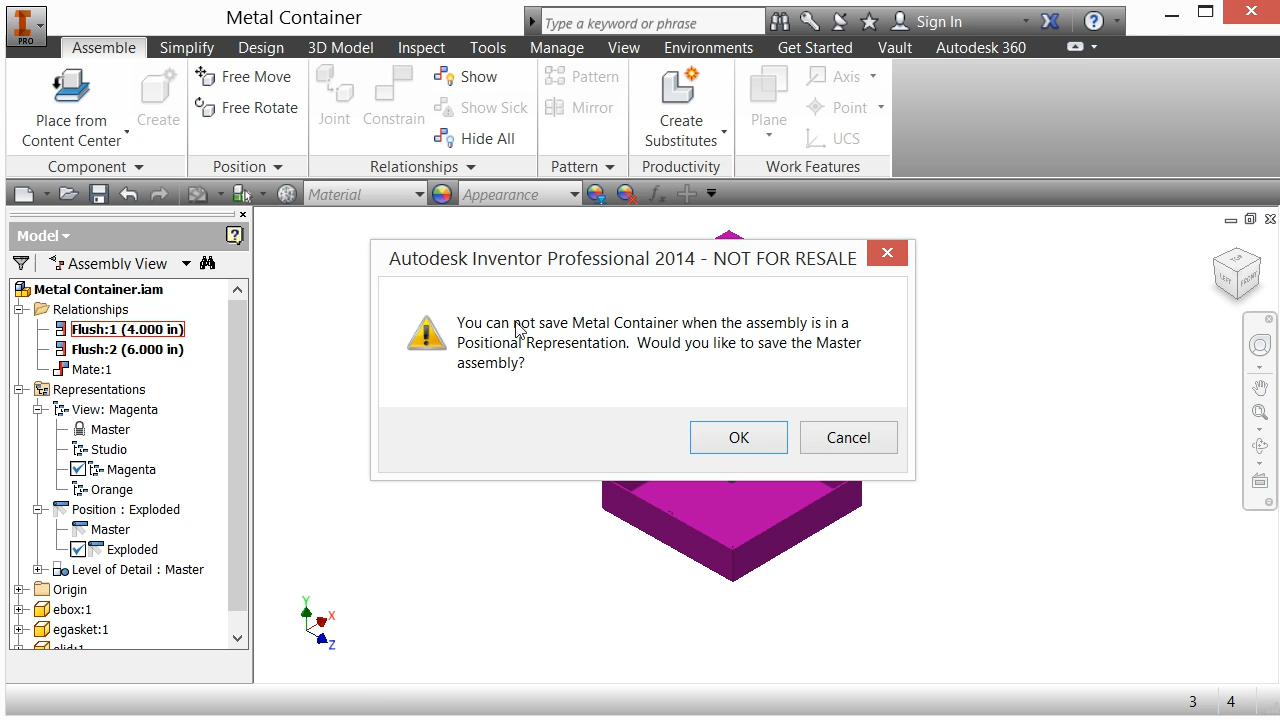 Metal Container
Type a keyword or phrase
Sign In
PRO
Assemble Simplify Design 3D Model Inspect Tools Manage View Environments Get Started Vault Autodesk 360
Place from
Content Center
Create
Component
Free Move
Free Rotate
Position
Joint
Constrain
Show
Show Sick
Hide All
Relationships
Pattern
Mirror
Pattern
Create
Substitutes
Productivity
Plane
Axis
Point
UCS
Work Features
Material
Appearance
fx
Model
Assembly View
Metal Container.iam
Relationships
Flush:1 (4.000 in)
Flush:2 (6.000 in)
Mate:1
Representations
View: Magenta
Master
Studio
Magenta
Orange
Position : Exploded
Master
Exploded
Level of Detail : Master
Origin
ebox:1
egasket:1
elid:1
Autodesk Inventor Professional 2014 - NOT FOR RESALE
You can not save Metal Container when the assembly is in a
Positional Representation.  Would you like to save the Master
assembly?
OK
Cancel
TOP
LEFT
FRONT
Y
X
Z
3 4